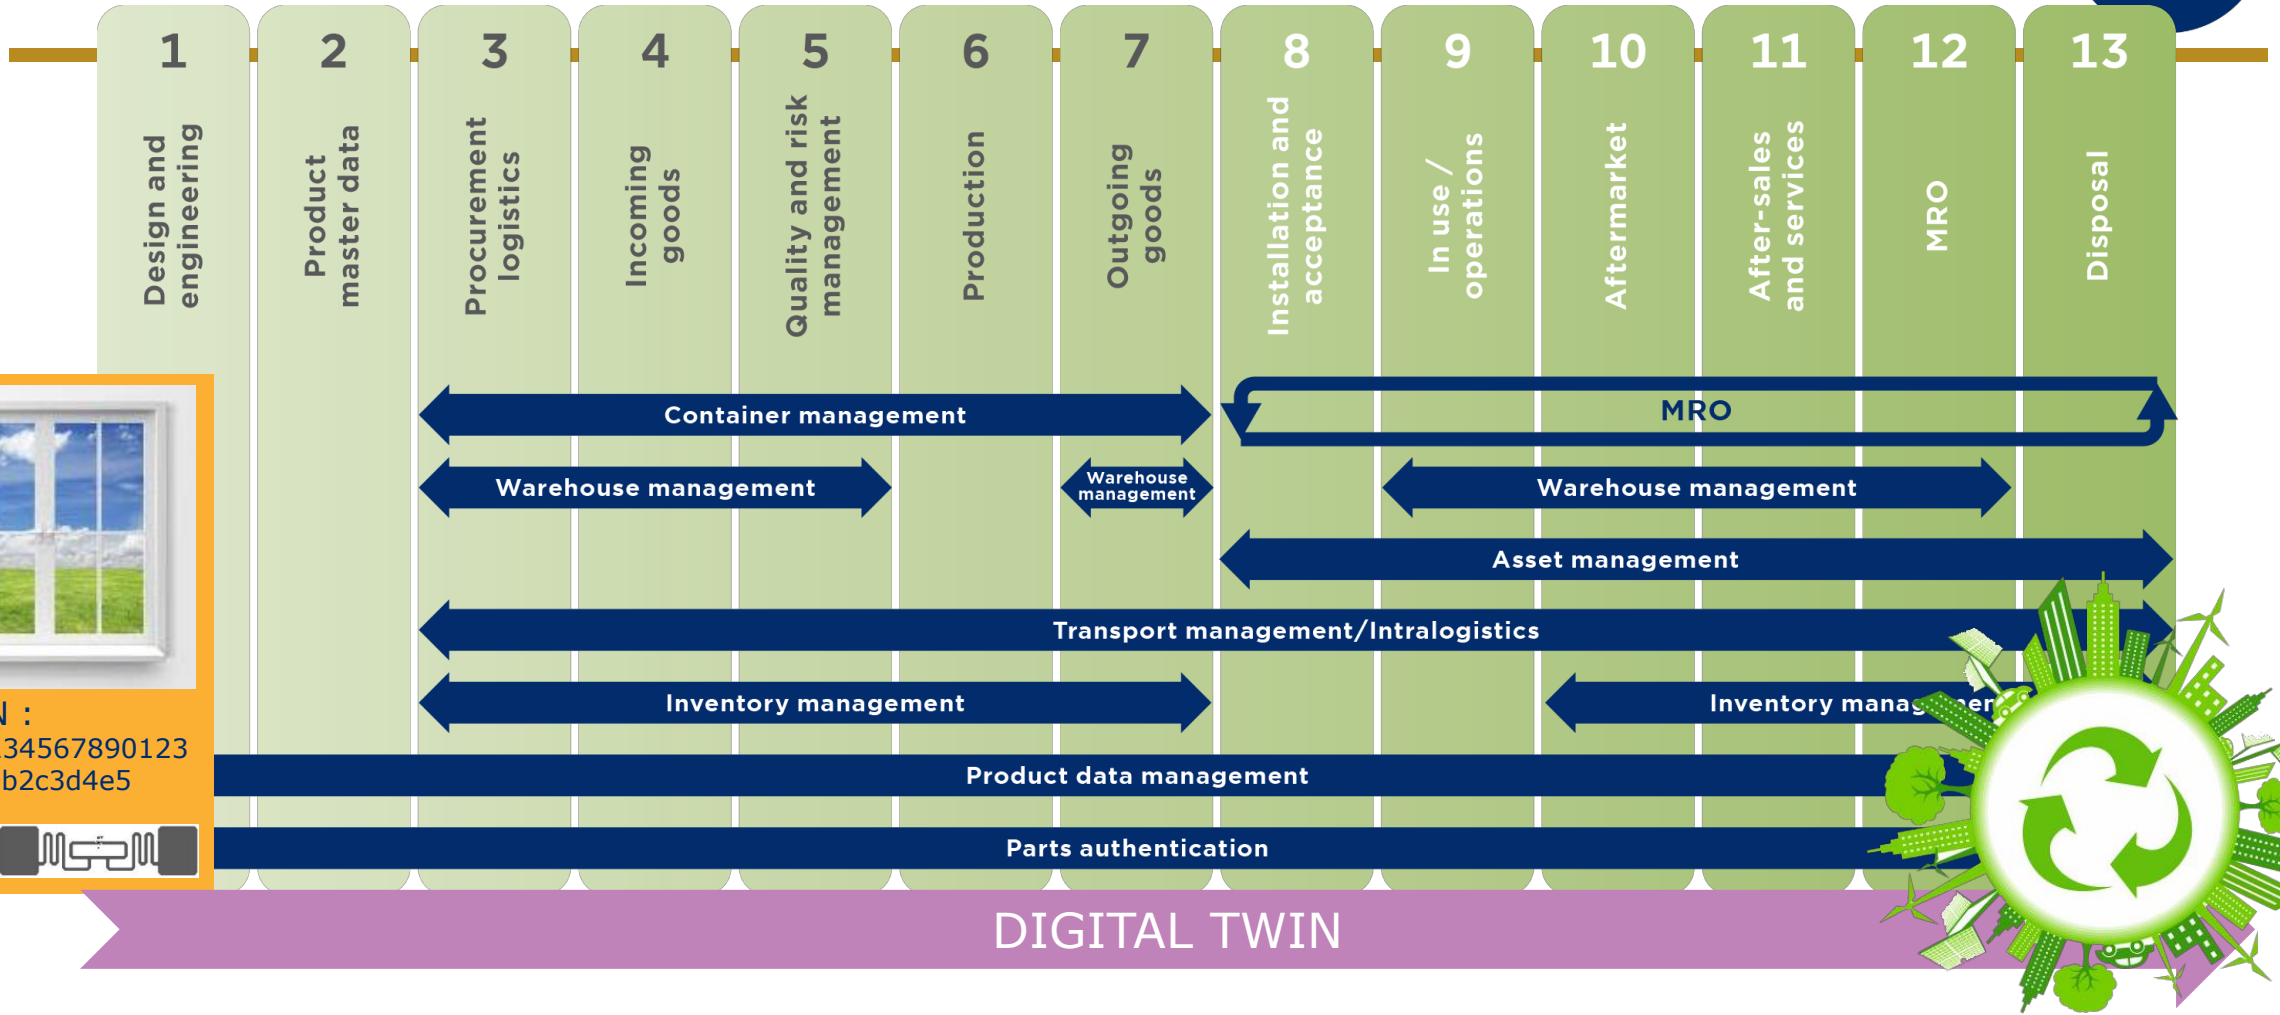 1
2
3
4
5
6
7
8
9
10
11
12
13
Design and
engineering
Product
master data
Procurement
logistics
Incoming
goods
Quality and risk
management
Production
Outgoing
goods
Installation and
acceptance
In use /
operations
Aftermarket
After-sales
and services
MRO
Disposal
Container management
MRO
Warehouse management
Warehouse
management
Warehouse management
Asset management
Transport management/Intralogistics
Inventory management
Inventory
N :
34567890123
b2c3d4e5
Product data management
Parts authentication
DIGITAL TWIN